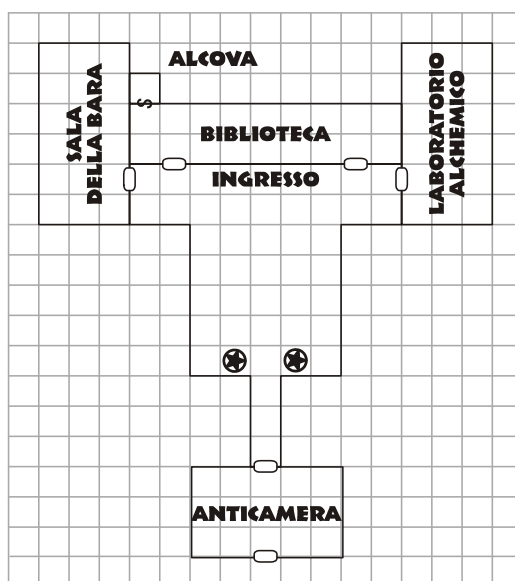 ALCOVA
SALA
DELLA BARA
S
BIBLIOTECA
INGRESSO
LABORATORIO
ALCHEMICO
ANTICAMERA